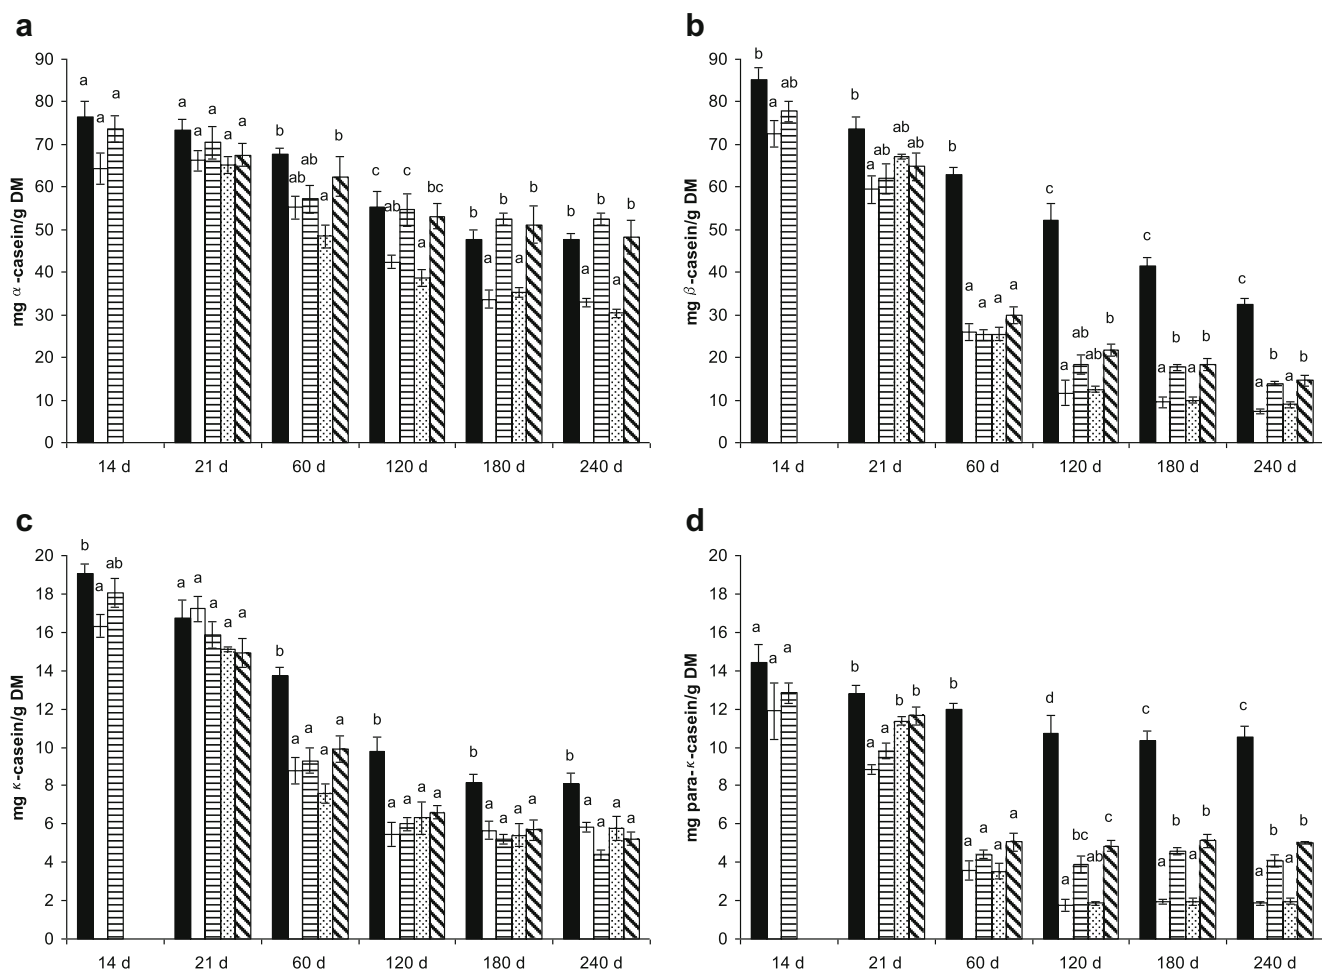 a
mg α-casein/g DM
90
80
70
60
50
40
30
20
10
0
a a a
a a a a a
b ab ab a b
c ab c a bc
b a b a b
b a b a b
14 d 21 d 60 d 120 d 180 d 240 d
b
mg β-casein/g DM
90
80
70
60
50
40
30
20
10
0
b a ab
b a ab ab ab
b a a a a
c a ab ab b
c a b a b
c a b a b
14 d 21 d 60 d 120 d 180 d 240 d
c
mg κ-casein/g DM
20
18
16
14
12
10
8
6
4
2
0
b a ab
a a a a a
b a a a a
b a a a a
b a a a a
b a a a a
14 d 21 d 60 d 120 d 180 d 240 d
d
mg para-κ-casein/g DM
20
18
16
14
12
10
8
6
4
2
0
a a a
b a a b b
b a a a a
d a bc ab c
c a b a b
c a b a b
14 d 21 d 60 d 120 d 180 d 240 d